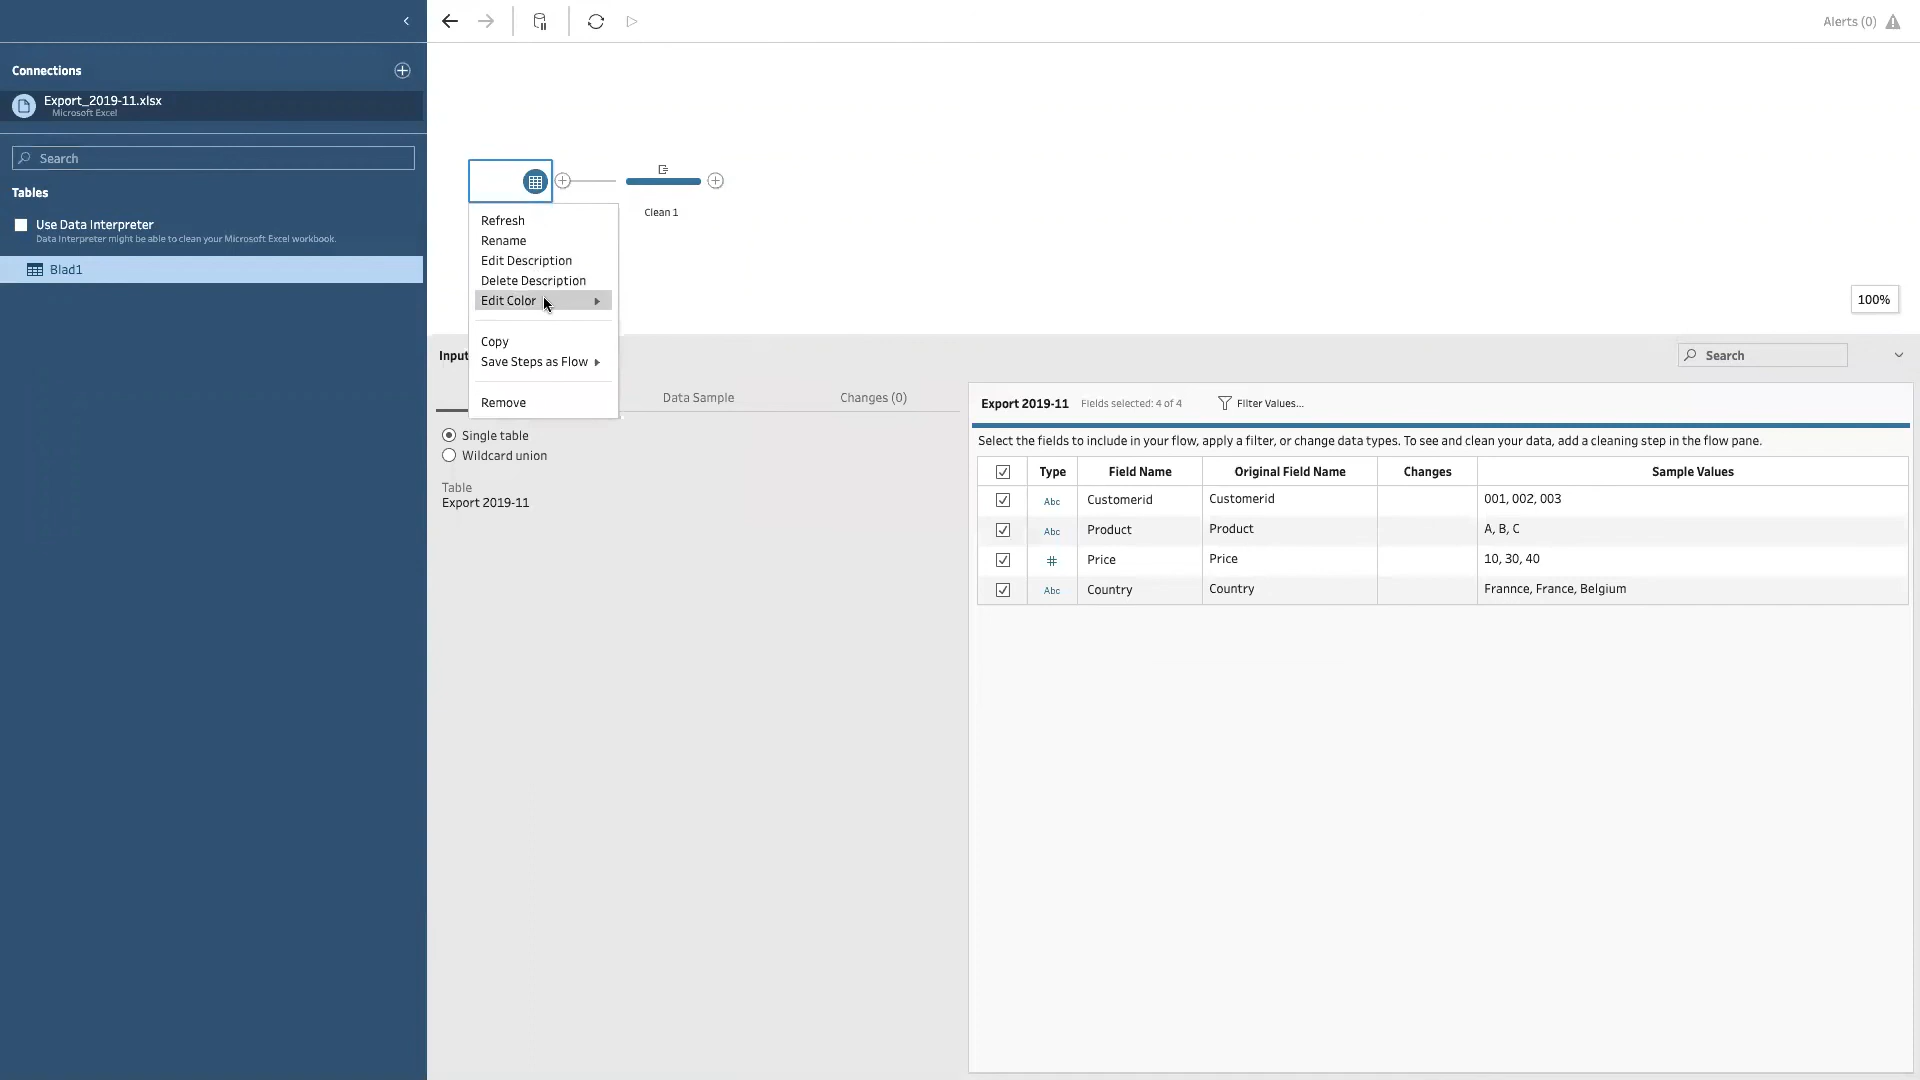 Alerts (0)
Connections
Export_2019-11.xlsx
Microsoft Excel
Search
Tables
Use Data Interpreter
Data Interpreter might be able to clean your Microsoft Excel workbook.
Blad1
Clean 1
Refresh
Rename
Edit Description
Delete Description
Edit Color
Copy
Save Steps as Flow
Remove
100%
Input
Search
Data Sample
Changes (0)
Single table
Wildcard union
Table
Export 2019-11
Export 2019-11 Fields selected: 4 of 4 Filter Values...
Select the fields to include in your flow, apply a filter, or change data types. To see and clean your data, add a cleaning step in the flow pane.
Type Field Name Original Field Name Changes Sample Values
Abc Customerid Customerid 001, 002, 003
Abc Product Product A, B, C
# Price Price 10, 30, 40
Abc Country Country Frannce, France, Belgium